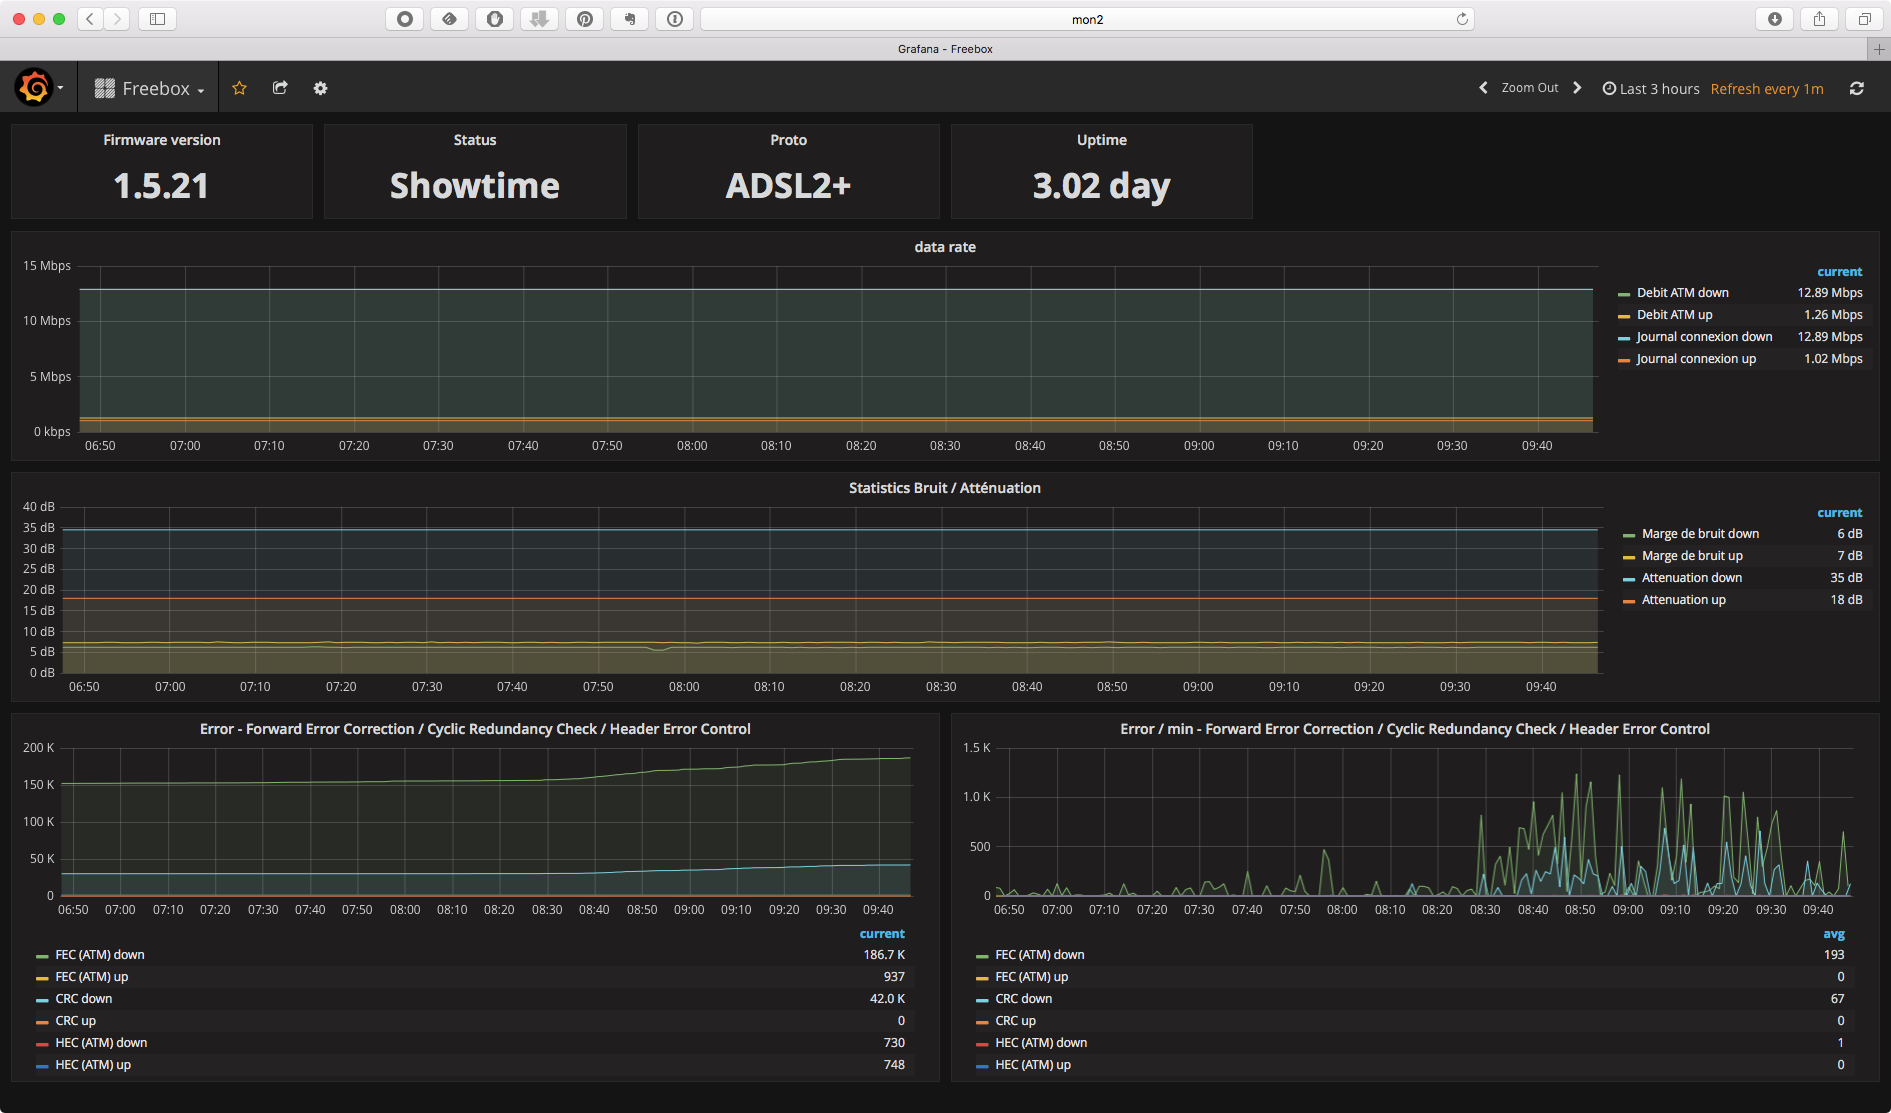 mon2
Grafana - Freebox
Freebox
Zoom Out
Last 3 hours
Refresh every 1m
Firmware version
1.5.21
Status
Showtime
Proto
ADSL2+
Uptime
3.02 day
data rate
15 Mbps
10 Mbps
5 Mbps
0 kbps
06:50 07:00 07:10 07:20 07:30 07:40 07:50 08:00 08:10 08:20 08:30 08:40 08:50 09:00 09:10 09:20 09:30 09:40
current
Debit ATM down 12.89 Mbps
Debit ATM up 1.26 Mbps
Journal connexion down 12.89 Mbps
Journal connexion up 1.02 Mbps
Statistics Bruit / Atténuation
40 dB
35 dB
30 dB
25 dB
20 dB
15 dB
10 dB
5 dB
0 dB
06:50 07:00 07:10 07:20 07:30 07:40 07:50 08:00 08:10 08:20 08:30 08:40 08:50 09:00 09:10 09:20 09:30 09:40
current
Marge de bruit down 6 dB
Marge de bruit up 7 dB
Attenuation down 35 dB
Attenuation up 18 dB
Error - Forward Error Correction / Cyclic Redundancy Check / Header Error Control
200 K
150 K
100 K
50 K
0
06:50 07:00 07:10 07:20 07:30 07:40 07:50 08:00 08:10 08:20 08:30 08:40 08:50 09:00 09:10 09:20 09:30 09:40
current
FEC (ATM) down 186.7 K
FEC (ATM) up 937
CRC down 42.0 K
CRC up 0
HEC (ATM) down 730
HEC (ATM) up 748
Error / min - Forward Error Correction / Cyclic Redundancy Check / Header Error Control
1.5 K
1.0 K
500
0
06:50 07:00 07:10 07:20 07:30 07:40 07:50 08:00 08:10 08:20 08:30 08:40 08:50 09:00 09:10 09:20 09:30 09:40
avg
FEC (ATM) down 193
FEC (ATM) up 0
CRC down 67
CRC up 0
HEC (ATM) down 1
HEC (ATM) up 0